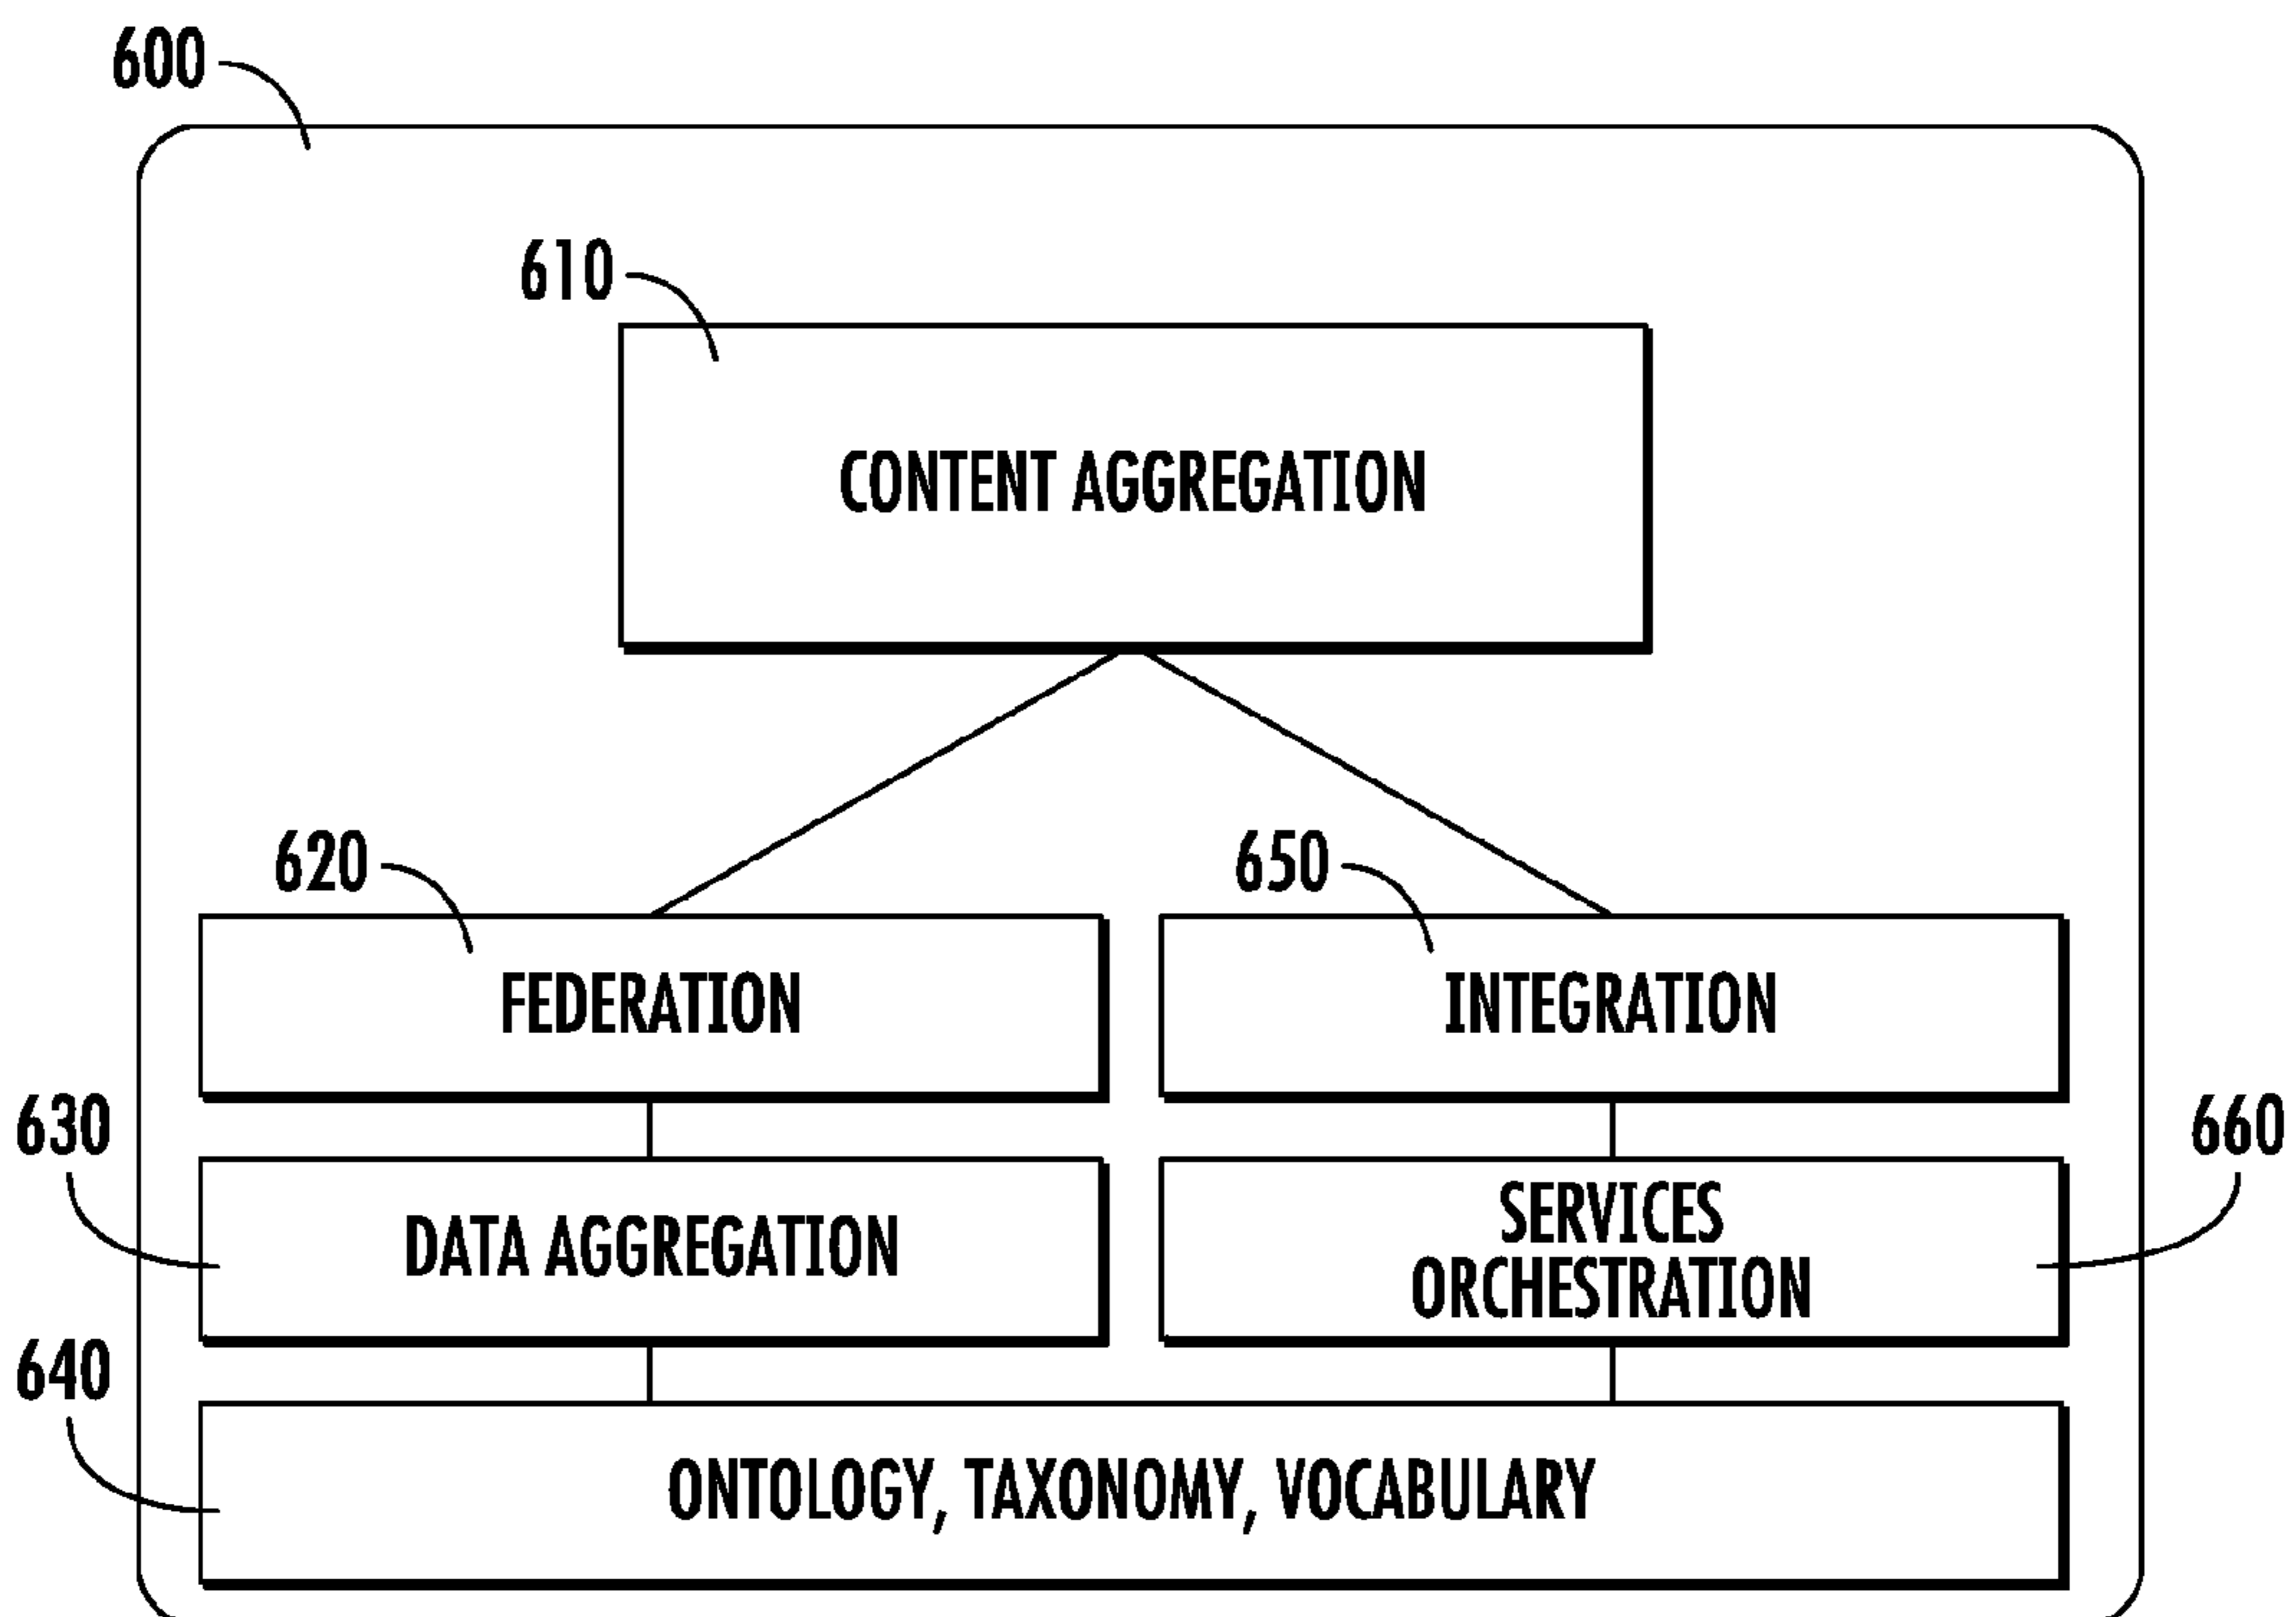 600
610
CONTENT AGGREGATION
620
650
FEDERATION
INTEGRATION
630
660
DATA AGGREGATION
SERVICES
ORCHESTRATION
640
ONTOLOGY, TAXONOMY, VOCABULARY